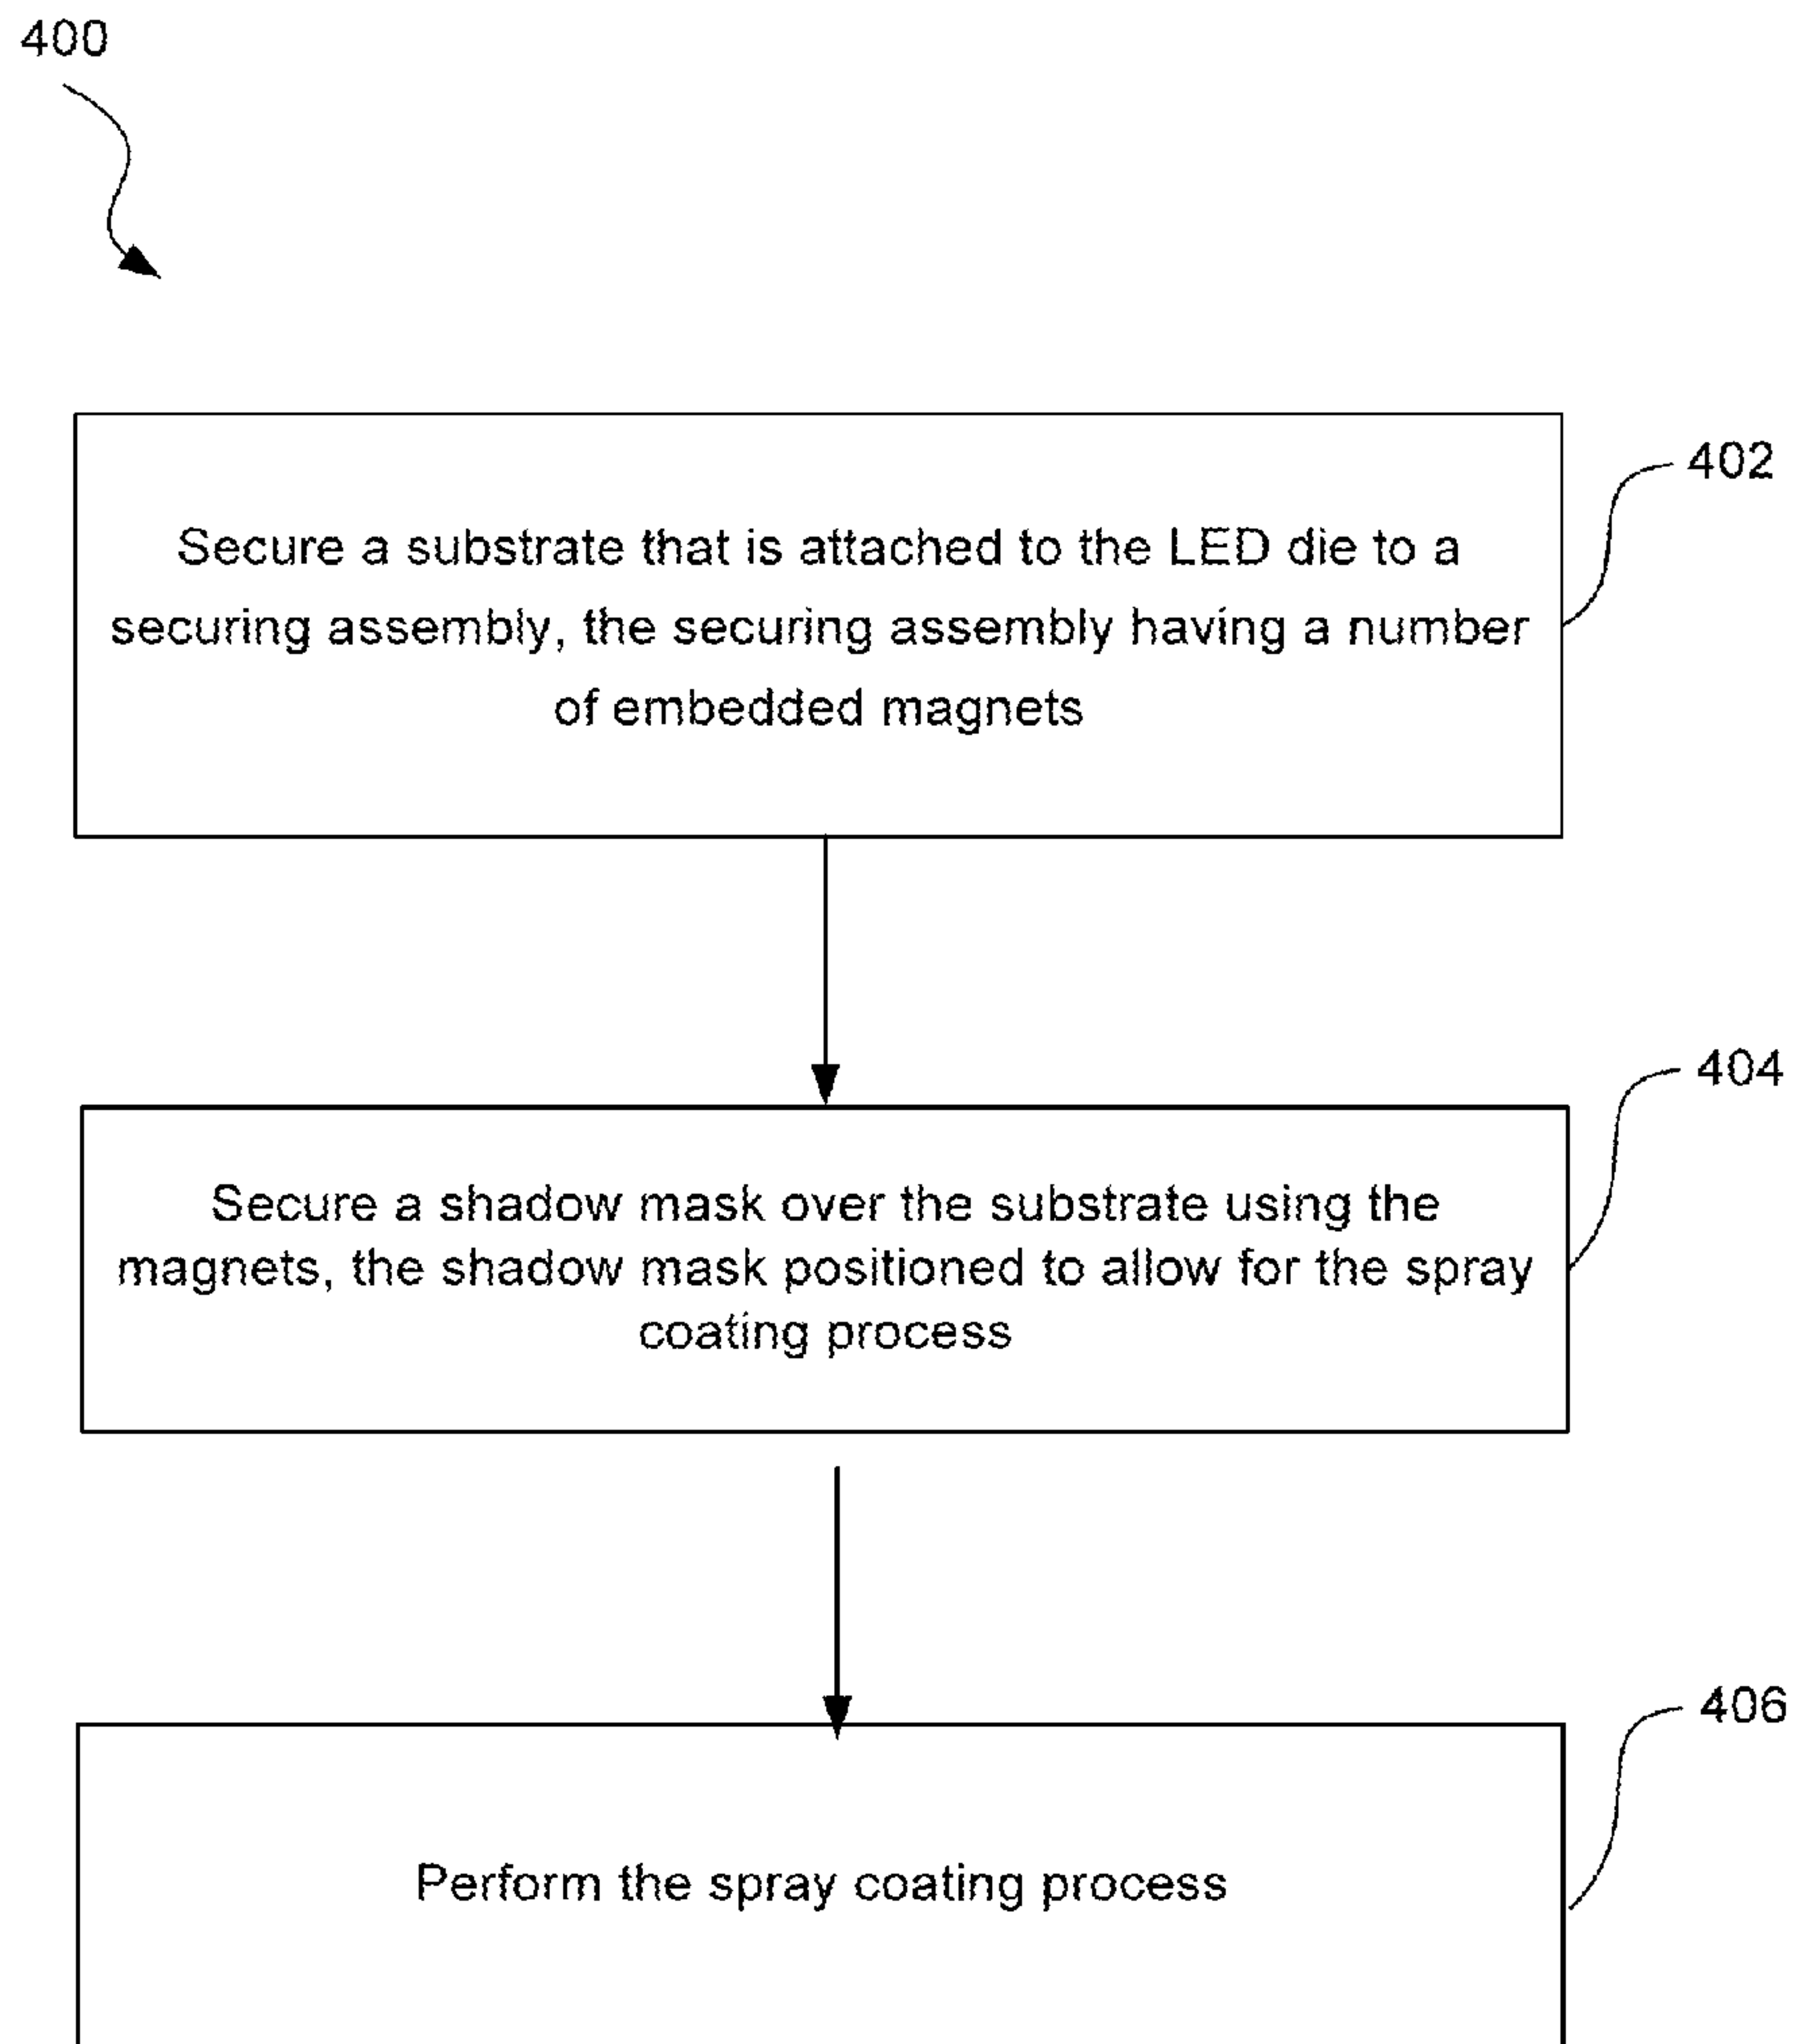 400
402
Secure a substrate that is attached to the LED die to a
securing assembly, the securing assembly having a number
of embedded magnets
404
Secure a shadow mask over the substrate using the
magnets, the shadow mask positioned to allow for the spray
coating process
406
Perform the spray coating process